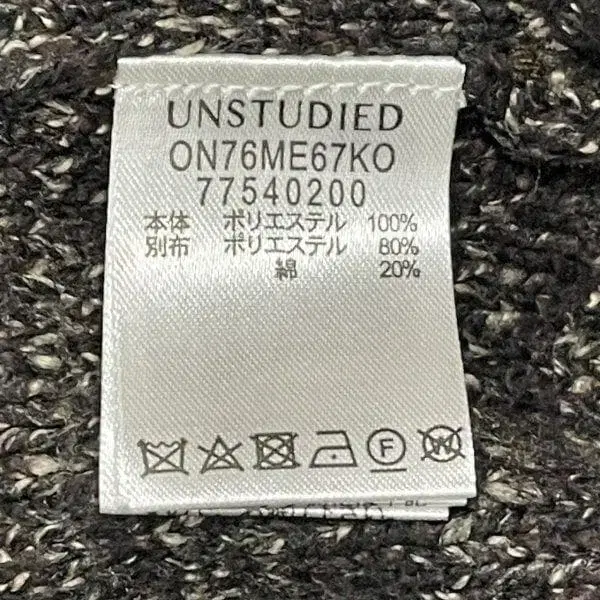 UNSTUDIED
ON76ME67KO
77540200
本体 ポリエステル 100%
別布 ポリエステル 80%
綿 20%
F
W